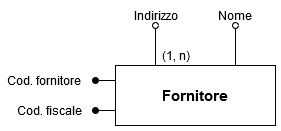 Indirizzo Nome
(1, n)
Cod. fornitore
Fornitore
Cod. fiscale